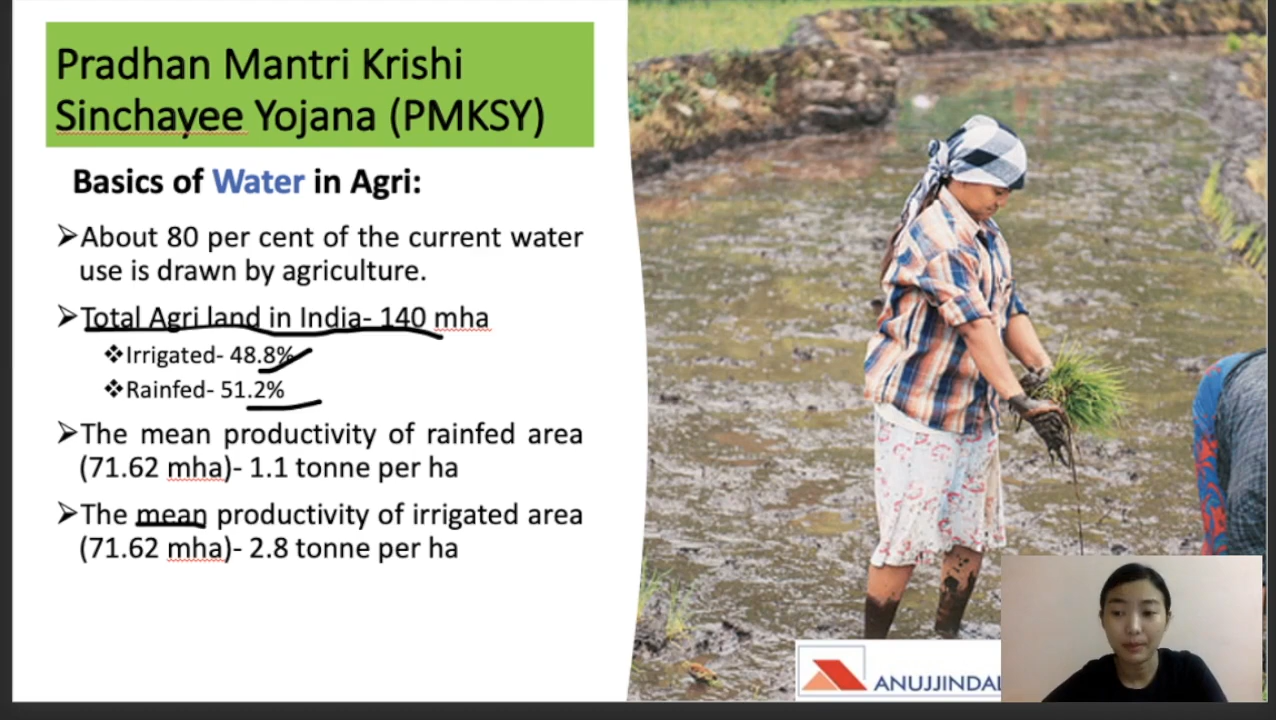 Pradhan Mantri Krishi
Sinchayee Yojana (PMKSY)
Basics of Water in Agri:
➢About 80 per cent of the current water
use is drawn by agriculture.
➢Total Agri land in India- 140 mha
❖Irrigated- 48.8%
❖Rainfed- 51.2%
➢The mean productivity of rainfed area
(71.62 mha)- 1.1 tonne per ha
➢The mean productivity of irrigated area
(71.62 mha)- 2.8 tonne per ha
ANUJJINDAL